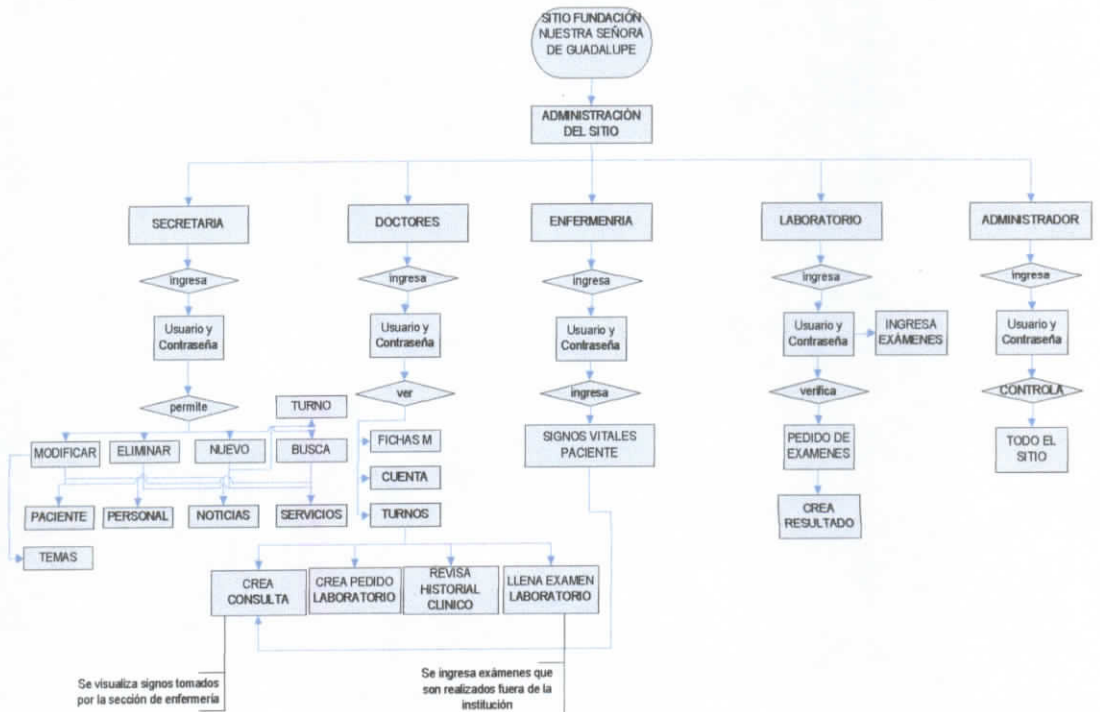 SITIO FUNDACIÓN
NUESTRA SEÑORA
DE GUADALUPE
ADMINISTRACIÓN
DEL SITIO
SECRETARIA
DOCTORES
ENFERMENRIA
LABORATORIO
ADMINISTRADOR
ingresa
ingresa
ingresa
ingresa
ingresa
Usuario y
Contraseña
Usuario y
Contraseña
Usuario y
Contraseña
Usuario y
Contraseña
INGRESA
EXÁMENES
Usuario y
Contraseña
permite
ver
ingresa
verifica
CONTROLA
TURNO
MODIFICAR
ELIMINAR
NUEVO
BUSCA
FICHAS M
SIGNOS VITALES
PACIENTE
PEDIDO DE
EXAMENES
TODO EL
SITIO
CUENTA
PACIENTE
PERSONAL
NOTICIAS
SERVICIOS
TURNOS
CREA
RESULTADO
TEMAS
CREA
CONSULTA
CREA PEDIDO
LABORATORIO
REVISA
HISTORIAL
CLINICO
LLENA EXAMEN
LABORATORIO
Se visualiza signos tomados
por la sección de enfermería
Se ingresa exámenes que
son realizados fuera de la
institución